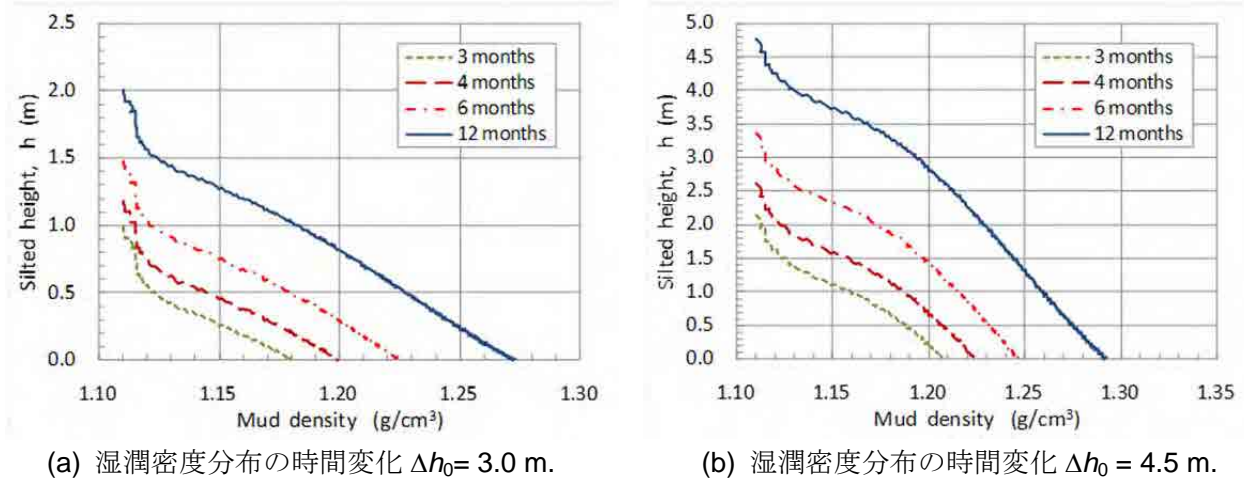 2.5
2.0
1.5
1.0
0.5
0.0
Silted height, h (m)
3 months
4 months
6 months
12 months
1.10 1.15 1.20 1.25 1.30
Mud density (g/cm³)
(a) 湿潤密度分布の時間変化 Δh₀= 3.0 m.
5.0
4.5
4.0
3.5
3.0
2.5
2.0
1.5
1.0
0.5
0.0
Silted height, h (m)
3 months
4 months
6 months
12 months
1.10 1.15 1.20 1.25 1.30 1.35
Mud density (g/cm³)
(b) 湿潤密度分布の時間変化 Δh₀ = 4.5 m.